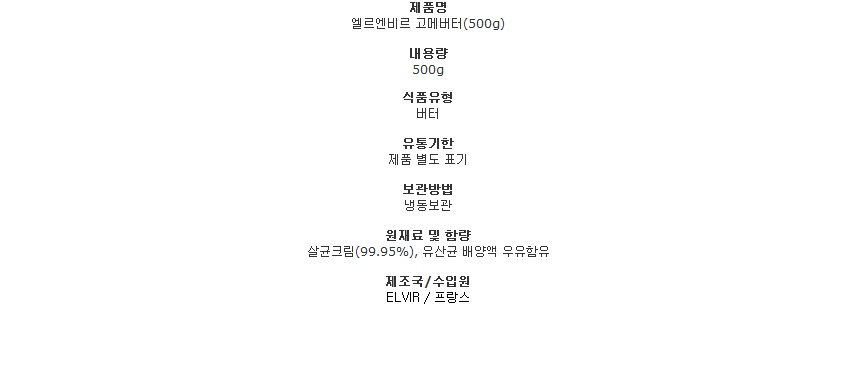 제품명
엘르엔비르 고메버터(500g)
내용량
500g
식품유형
버터
유통기한
제품 별도 표기
보관방법
냉동보관
원재료 및 함량
살균크림(99.95%), 유산균 배양액 우유함유
제조국/수입원
ELVIR / 프랑스